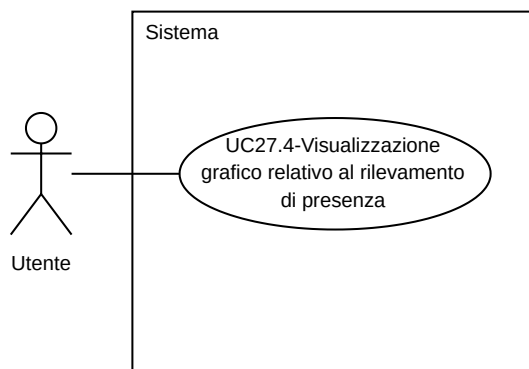 Sistema
UC27.4-Visualizzazione
grafico relativo al rilevamento
di presenza
Utente